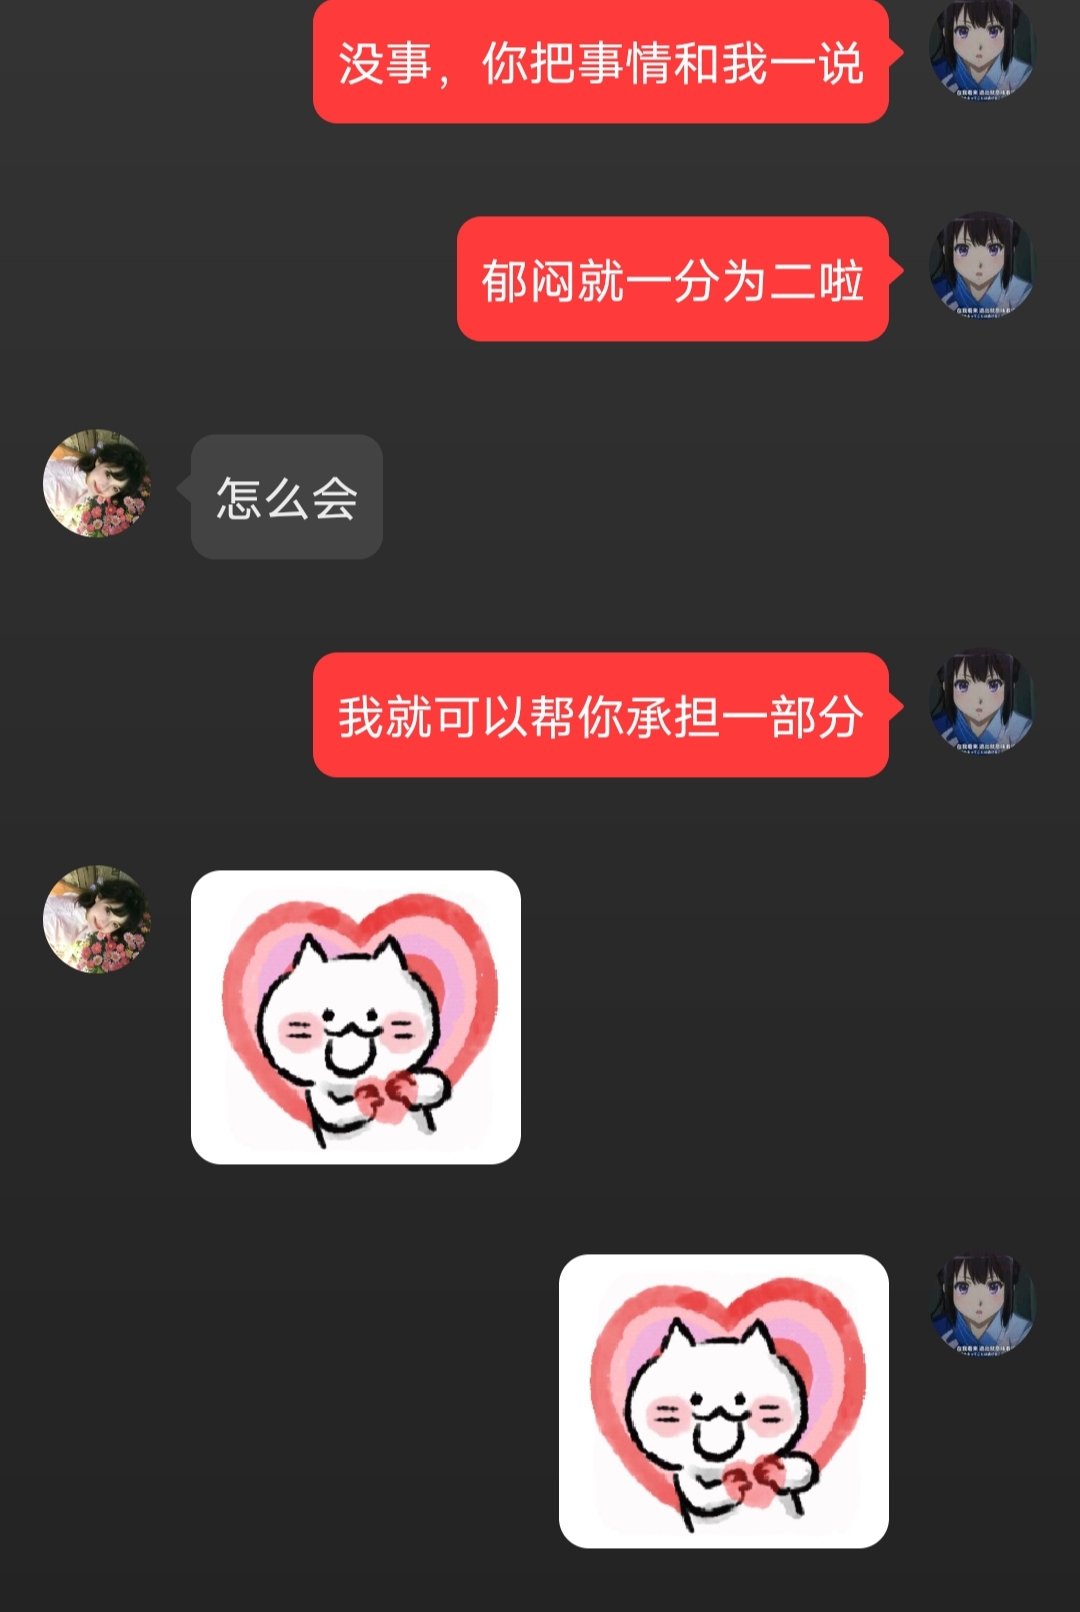 没事，你把事情和我一说
郁闷就一分为二啦
怎么会
我就可以帮你承担一部分